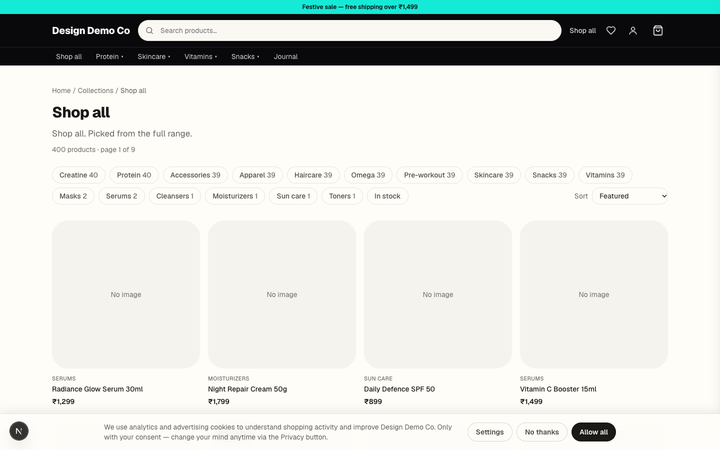 Festive sale — free shipping over ₹1,499
Design Demo Co
Search products...
Shop all
Shop all
Protein
Skincare
Vitamins
Snacks
Journal
Home / Collections / Shop all
Shop all
Shop all. Picked from the full range.
400 products · page 1 of 9
Creatine 40
Protein 40
Accessories 39
Apparel 39
Haircare 39
Omega 39
Pre-workout 39
Skincare 39
Snacks 39
Vitamins 39
Masks 2
Serums 2
Cleansers 1
Moisturizers 1
Sun care 1
Toners 1
In stock
Sort
Featured
No image
No image
No image
No image
SERUMS
Radiance Glow Serum 30ml
₹1,299
MOISTURIZERS
Night Repair Cream 50g
₹1,799
SUN CARE
Daily Defence SPF 50
₹899
SERUMS
Vitamin C Booster 15ml
₹1,499
We use analytics and advertising cookies to understand shopping activity and improve Design Demo Co. Only
with your consent — change your mind anytime via the Privacy button.
Settings
No thanks
Allow all
N